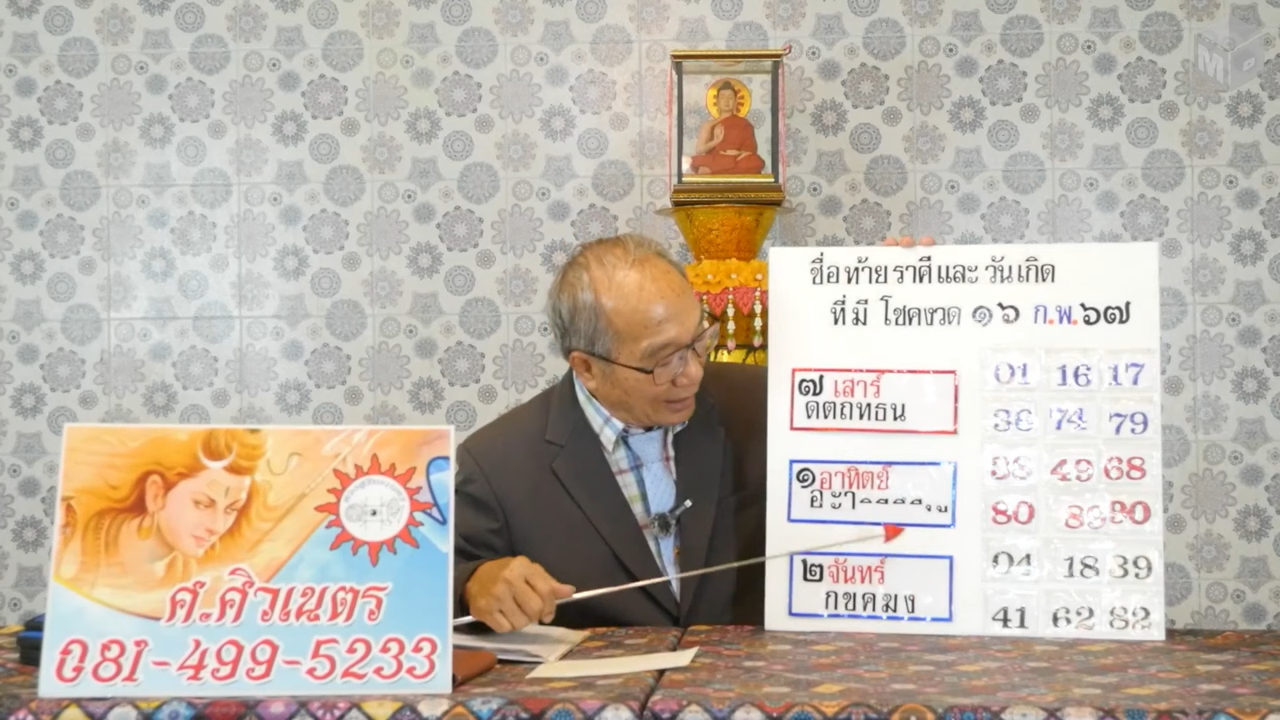 ชื่อ ท้าย ราศี และ วัน เกิด
ที่ มี โชค งวด ๑๖ ก.พ. ๖๗
๗ เสาร์
ดตถทธน
๑ อาทิตย์
๒ จันทร์
กขคฆง
01 16 17
36 74 79
49 68
80
04 18 39
41 62 82
ศ.ศิวเนตร
081-499-5233